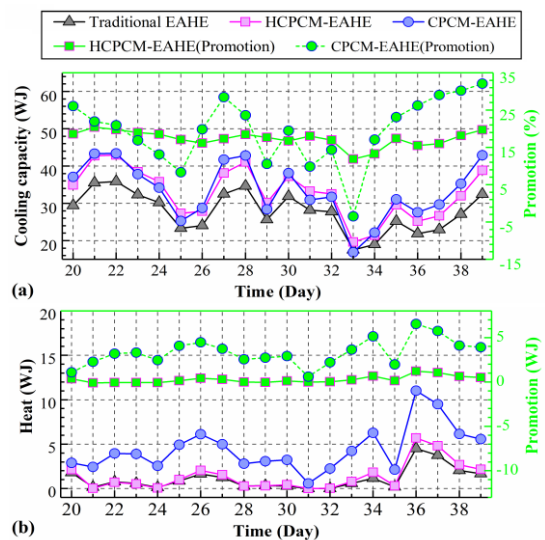 Traditional EAHE HCPCM-EAHE CPCM-EAHE
HCPCM-EAHE(Promotion) CPCM-EAHE(Promotion)
Cooling capacity (WJ)
60
50
40
30
20
35
25
15
5
-5
-15
Promotion (%)
20 22 24 26 28 30 32 34 36 38
(a) Time (Day)
Heat (WJ)
20
15
10
5
0
5
0
-5
-10
Promotion (WJ)
20 22 24 26 28 30 32 34 36 38
(b) Time (Day)